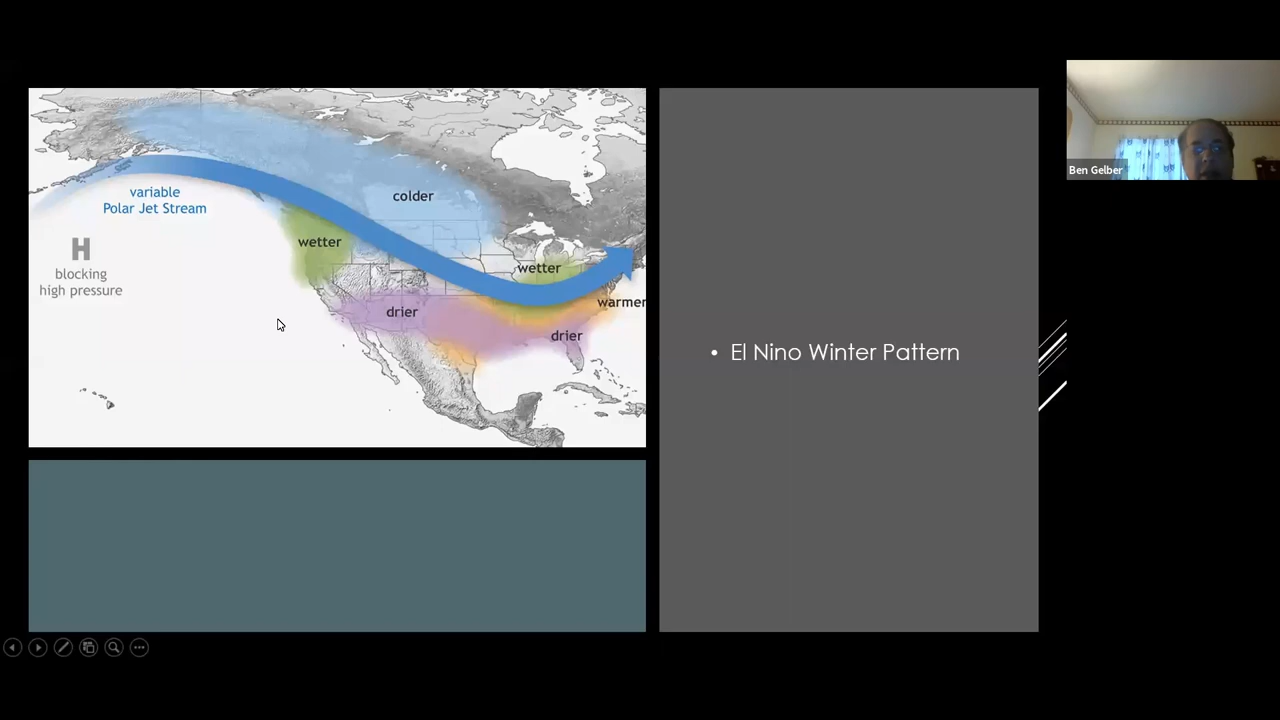 colder
variable
Polar Jet Stream
wetter
H
blocking
high pressure
wetter
warmer
drier
drier
• El Nino Winter Pattern
Ben Gelber